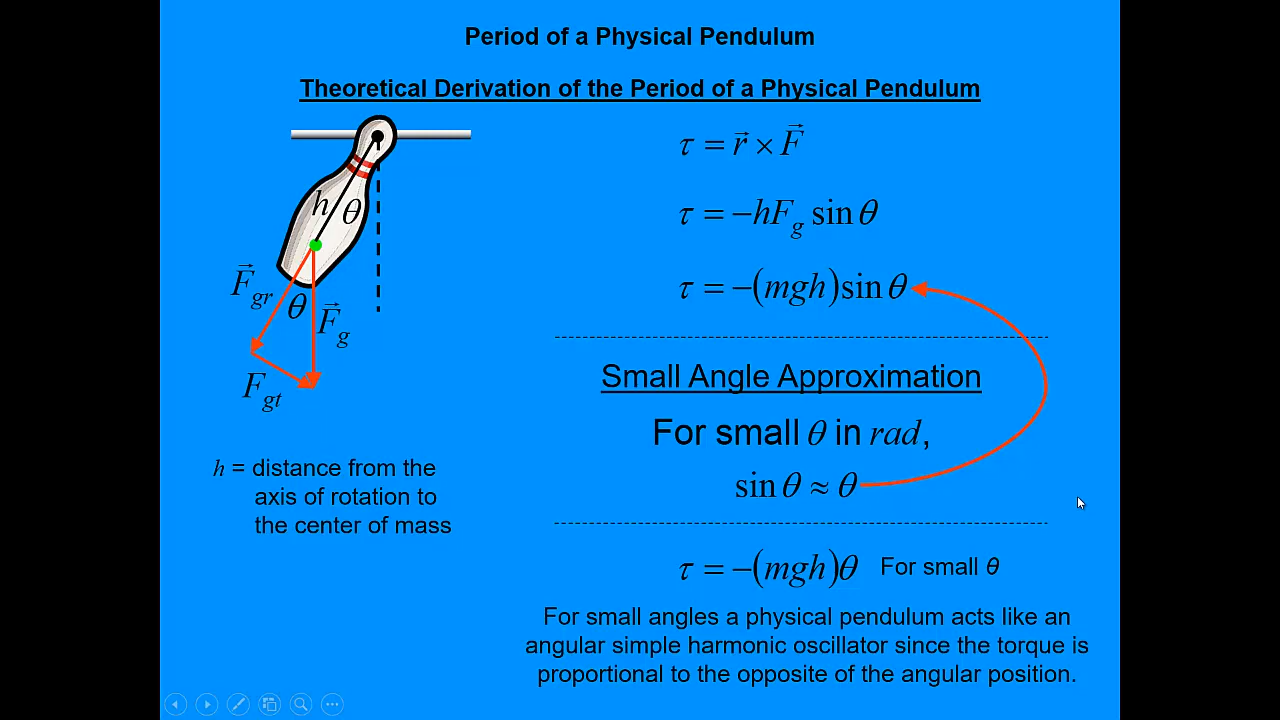 Period of a Physical Pendulum
Theoretical Derivation of the Period of a Physical Pendulum
τ = r⃗ × F⃗
τ = −hF_g sin θ
τ = −(mgh)sin θ
h
θ
F⃗_gr
θ
F⃗_g
F_gt
h = distance from the
axis of rotation to
the center of mass
Small Angle Approximation
For small θ in rad,
sin θ ≈ θ
τ = −(mgh)θ For small θ
For small angles a physical pendulum acts like an
angular simple harmonic oscillator since the torque is
proportional to the opposite of the angular position.